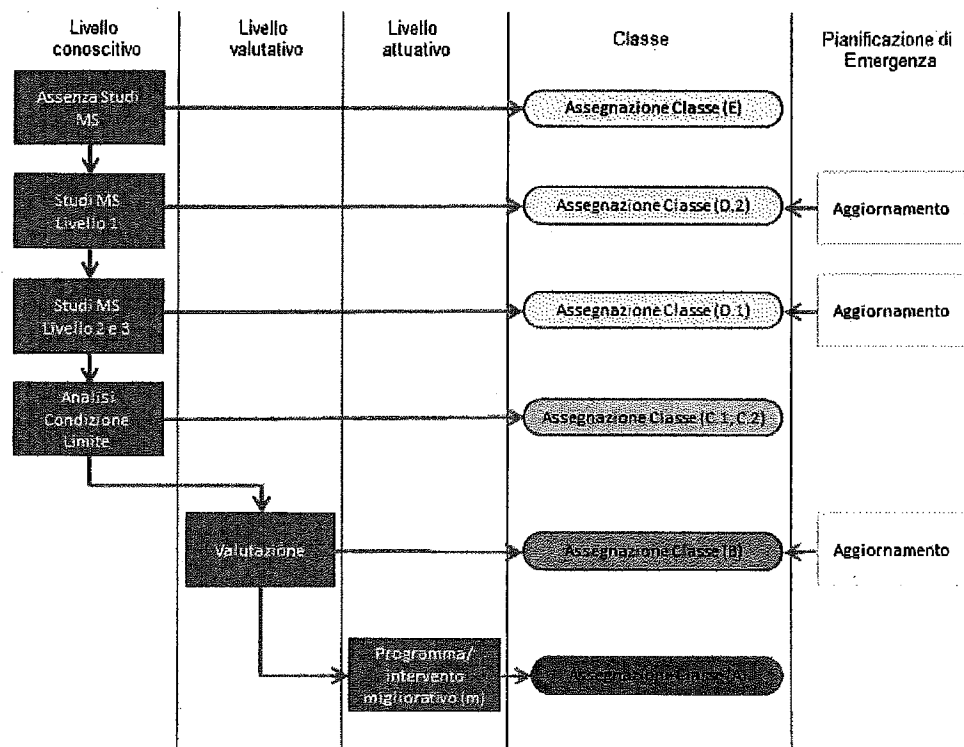 Livello
conoscitivo
Livello
valutativo
Livello
attuativo
Classe
Pianificazione di
Emergenza
Assenza Studi
MS
Assegnazione Classe (E)
Studi MS
Livello 1
Assegnazione Classe (D.2)
Aggiornamento
Studi MS
Livello 2 e 3
Assegnazione Classe (D.1)
Aggiornamento
Analisi
Condizione
Limite
Assegnazione Classe (C.1, C.2)
Valutazione
Assegnazione Classe (B)
Aggiornamento
Programma/
intervento
migliorativo (m)
Assegnazione Classe (A)